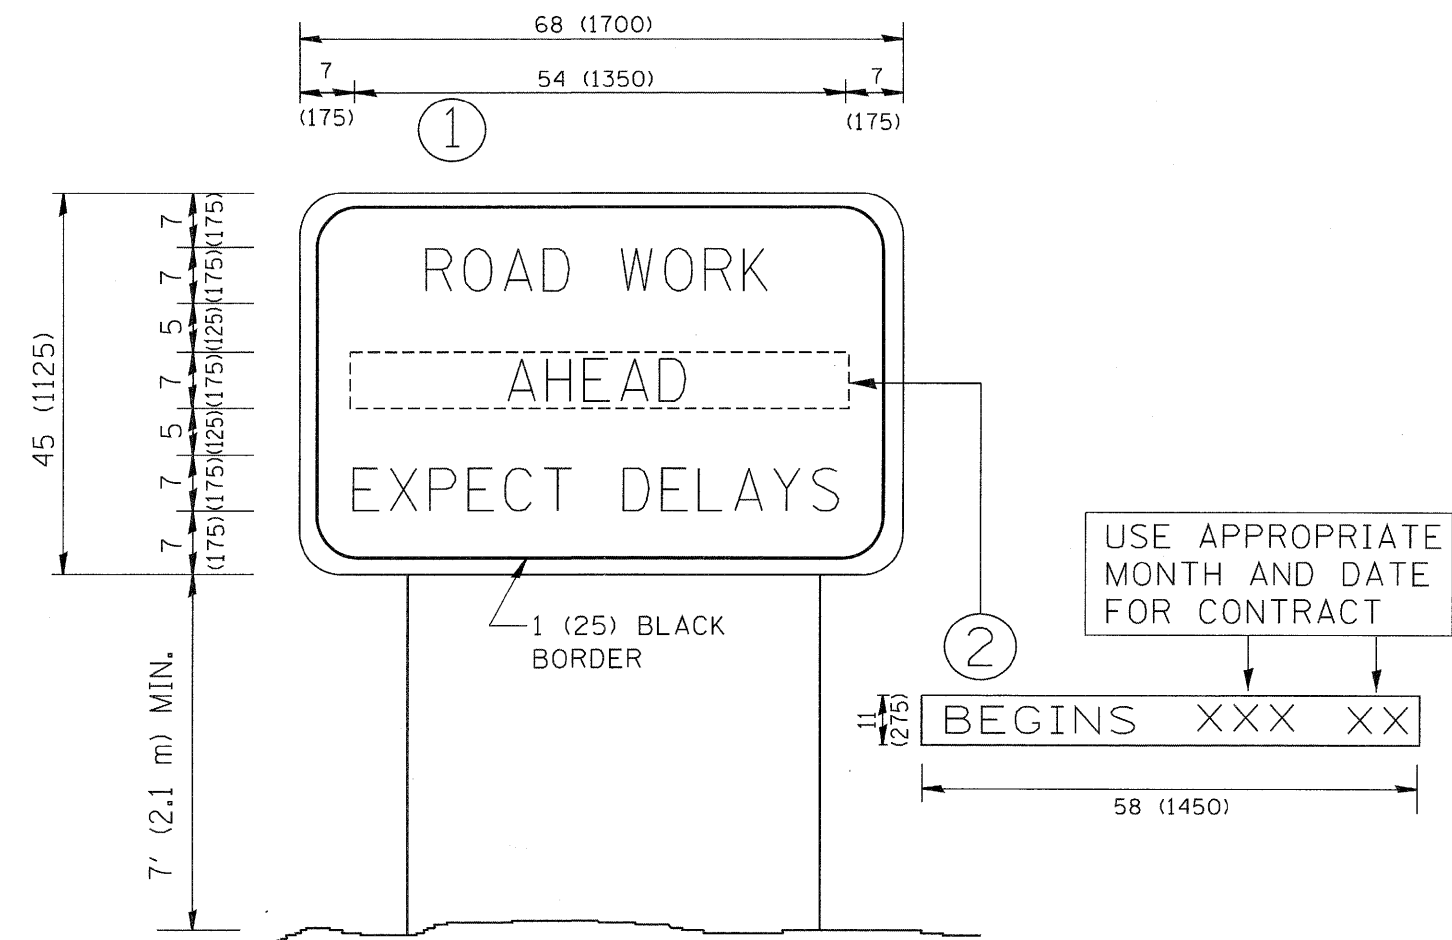 68 (1700)
7 54 (1350) 7
(175) (175)
1
45 (1125)
7 (175)
7 (175)
5 (125)
7 (175)
5 (125)
7 (175)
7 (175)
ROAD WORK
AHEAD
EXPECT DELAYS
7' (2.1 m) MIN.
1 (25) BLACK
BORDER
2
USE APPROPRIATE
MONTH AND DATE
FOR CONTRACT
11 (275)
BEGINS XXX XX
58 (1450)